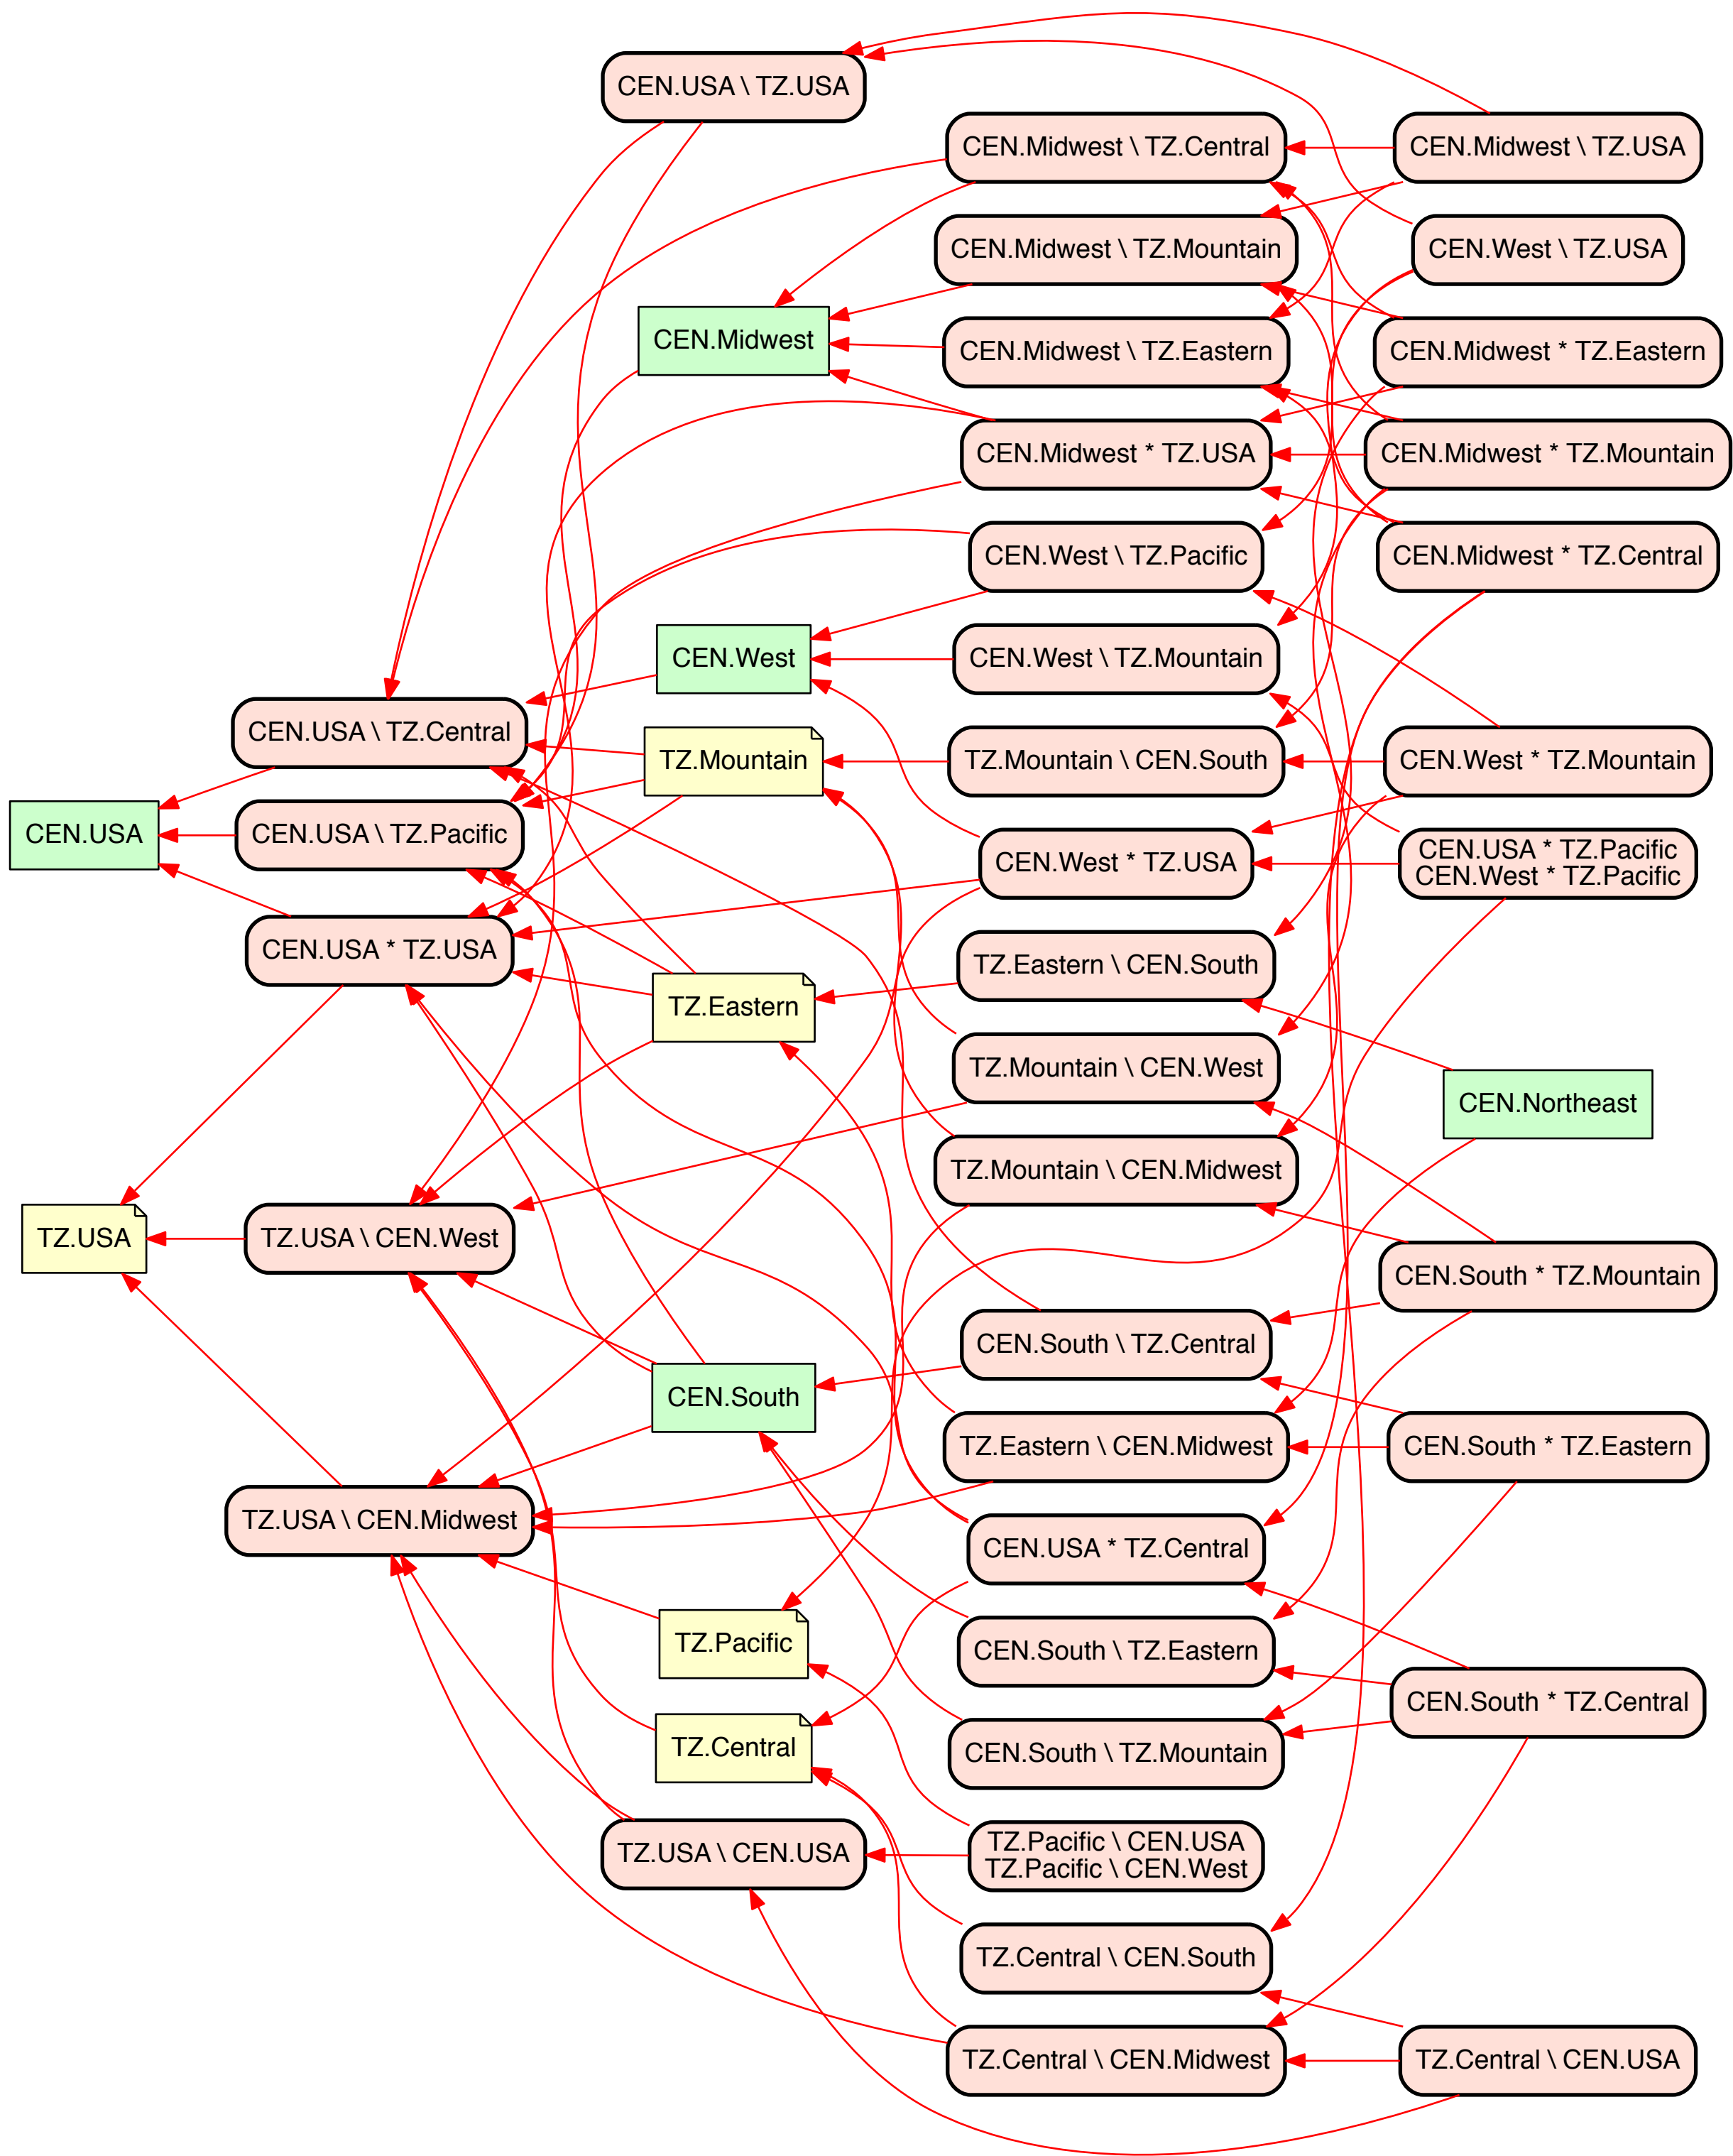 CEN.USA \ TZ.USA
CEN.Midwest \ TZ.Central
CEN.Midwest \ TZ.USA
CEN.Midwest \ TZ.Mountain
CEN.West \ TZ.USA
CEN.Midwest
CEN.Midwest \ TZ.Eastern
CEN.Midwest * TZ.Eastern
CEN.Midwest * TZ.USA
CEN.Midwest * TZ.Mountain
CEN.West \ TZ.Pacific
CEN.Midwest * TZ.Central
CEN.West
CEN.West \ TZ.Mountain
CEN.USA \ TZ.Central
TZ.Mountain
TZ.Mountain \ CEN.South
CEN.West * TZ.Mountain
CEN.USA
CEN.USA \ TZ.Pacific
CEN.West * TZ.USA
CEN.USA * TZ.Pacific
CEN.West * TZ.Pacific
CEN.USA * TZ.USA
TZ.Eastern \ CEN.South
TZ.Eastern
TZ.Mountain \ CEN.West
CEN.Northeast
TZ.Mountain \ CEN.Midwest
TZ.USA
TZ.USA \ CEN.West
CEN.South * TZ.Mountain
CEN.South \ TZ.Central
CEN.South
TZ.Eastern \ CEN.Midwest
CEN.South * TZ.Eastern
TZ.USA \ CEN.Midwest
CEN.USA * TZ.Central
TZ.Pacific
CEN.South \ TZ.Eastern
CEN.South * TZ.Central
TZ.Central
CEN.South \ TZ.Mountain
TZ.USA \ CEN.USA
TZ.Pacific \ CEN.USA
TZ.Pacific \ CEN.West
TZ.Central \ CEN.South
TZ.Central \ CEN.Midwest
TZ.Central \ CEN.USA